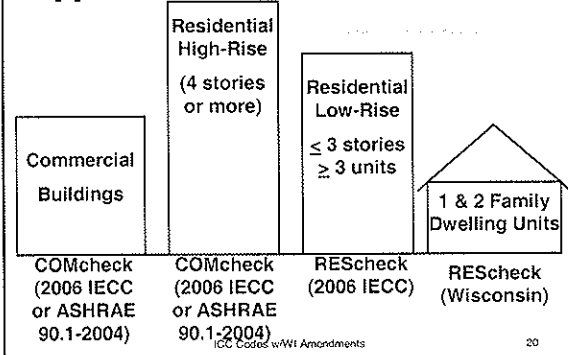 Commercial
Buildings
Residential
High-Rise
(4 stories
or more)
Residential
Low-Rise
≤ 3 stories
≥ 3 units
1 & 2 Family
Dwelling Units
COMcheck
(2006 IECC
or ASHRAE
90.1-2004)
COMcheck
(2006 IECC
or ASHRAE
90.1-2004)
REScheck
(2006 IECC)
REScheck
(Wisconsin)
ICC Codes w/WI Amendments
20